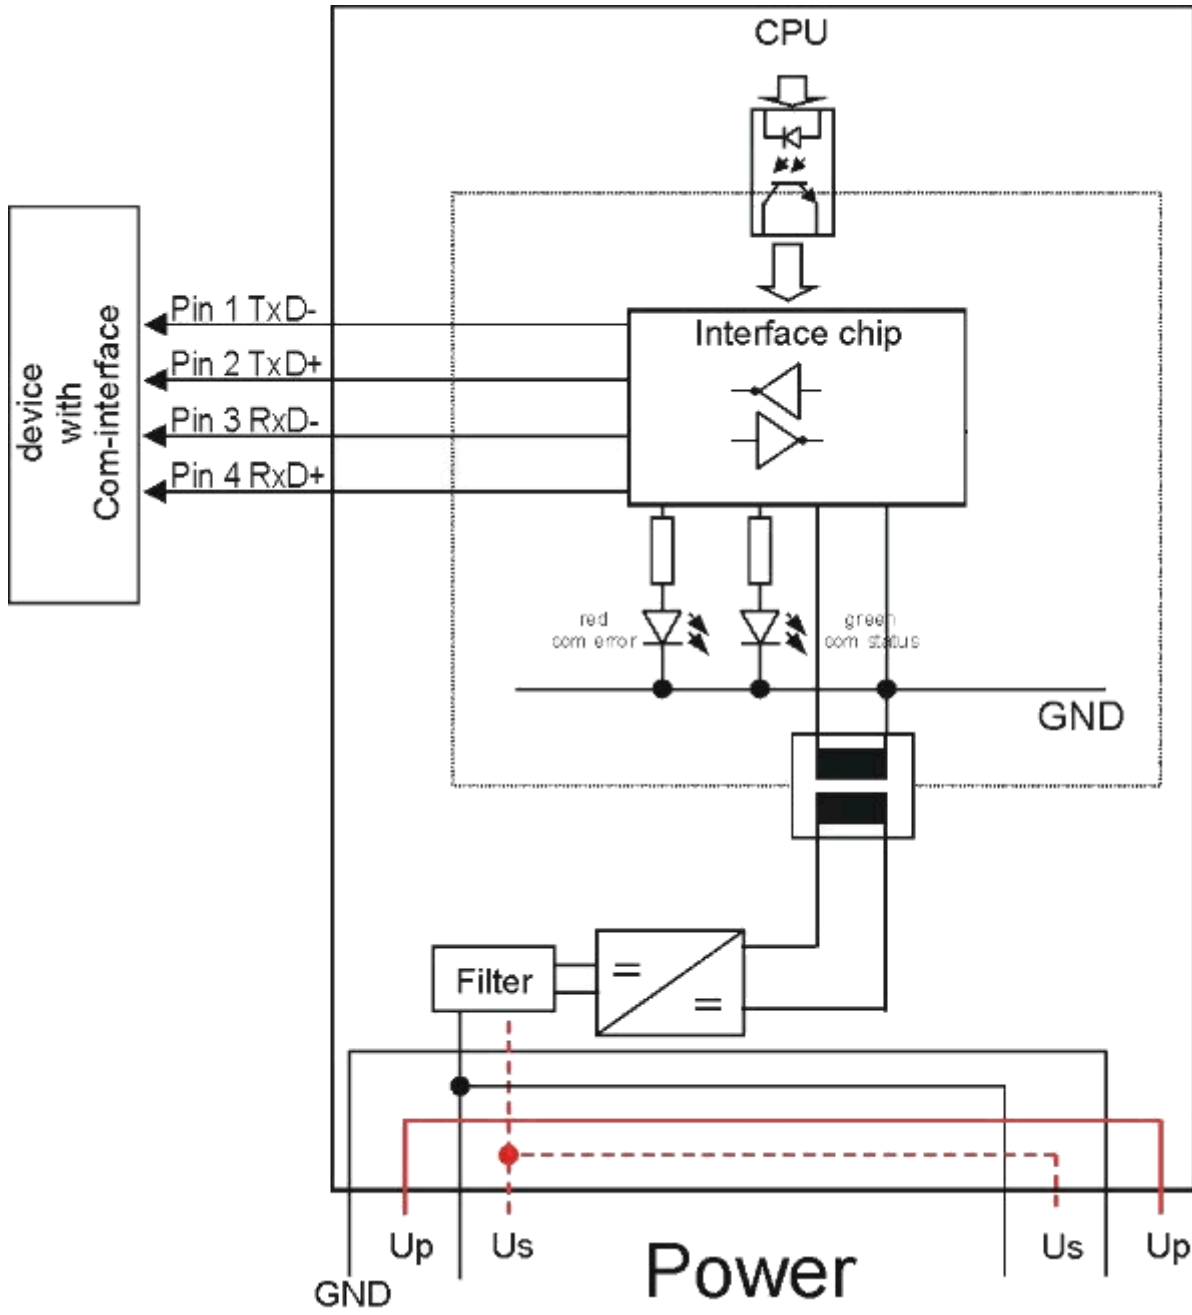 CPU
Interface chip
device
with
Com-interface
Pin 1 TxD-
Pin 2 TxD+
Pin 3 RxD-
Pin 4 RxD+
red
com error
green
com status
GND
Filter
=
=
Up
Us
Power
Us
Up
GND